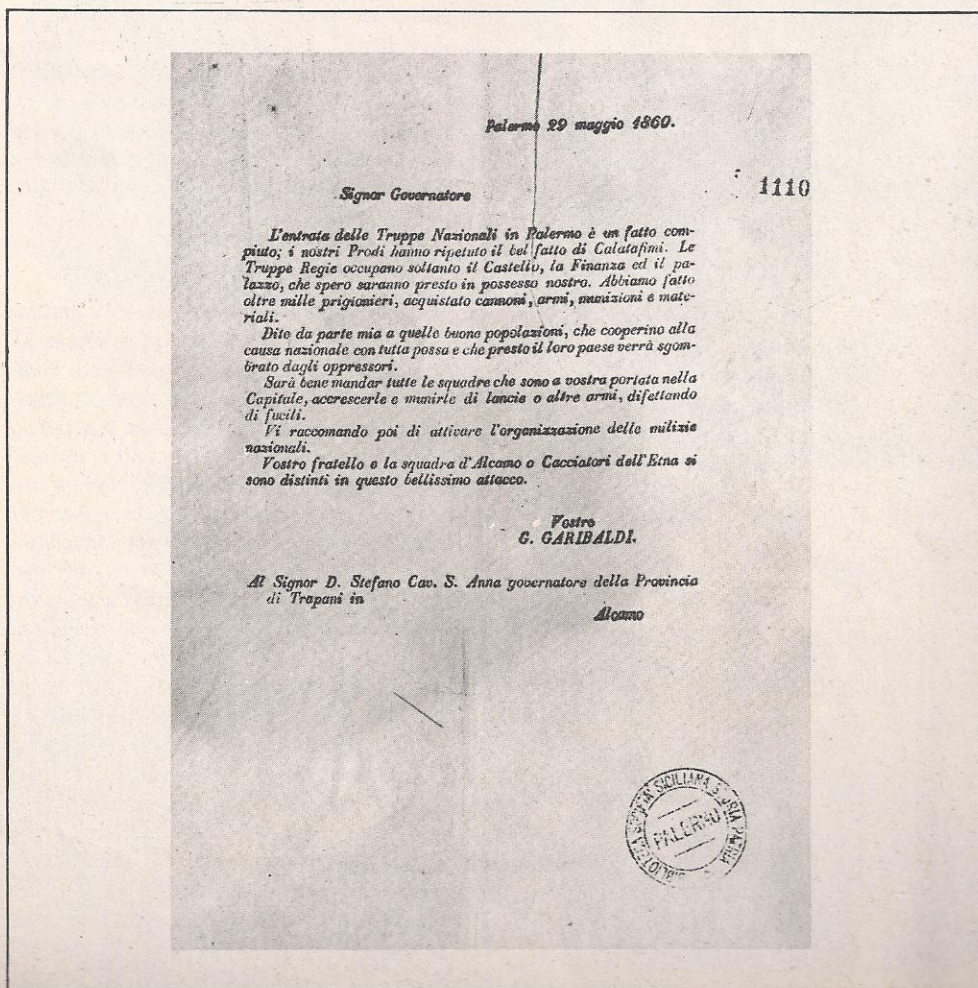 Palermo 29 maggio 1860.
1110
Signor Governatore
L'entrata delle Truppe Nazionali in Palermo è un fatto com-
piuto; i nostri Prodi hanno ripetuto il bel fatto di Calatafimi. Le
Truppe Regie occupano soltanto il Castello, la Finanza ed il pa-
lazzo, che spero saranno presto in possesso nostro. Abbiamo fatto
oltre mille prigionieri, acquistato cannoni, armi, munizioni e mate-
riali.
Dite da parte mia a quelle buone popolazioni, che cooperino alla
causa nazionale con tutta possa e che presto il loro paese verrà sgom-
brato dagli oppressori.
Sarà bene mandar tutte le squadre che sono a vostra portata nella
Capitale, accrescerle e munirle di lancie o altre armi, difettando
di fucili.
Vi raccomando poi di attivare l'organizzazione delle milizie
nazionali.
Vostro fratello e la squadra d'Alcamo o Cacciatori dell'Etna si
sono distinti in questo bellissimo attacco.
Vostro
G. GARIBALDI.
Al Signor D. Stefano Cav. S. Anna governatore della Provincia
di Trapani in
Alcamo
BIBLIOTECA SOCIETÀ SICILIANA STORIA PATRIA
PALERMO